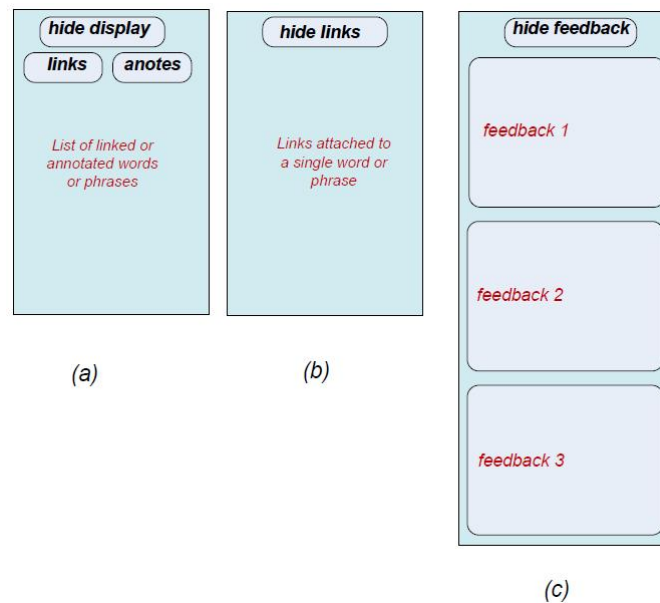 hide display
links
anotes
List of linked or
annotated words
or phrases
(a)
hide links
Links attached to
a single word or
phrase
(b)
hide feedback
feedback 1
feedback 2
feedback 3
(c)